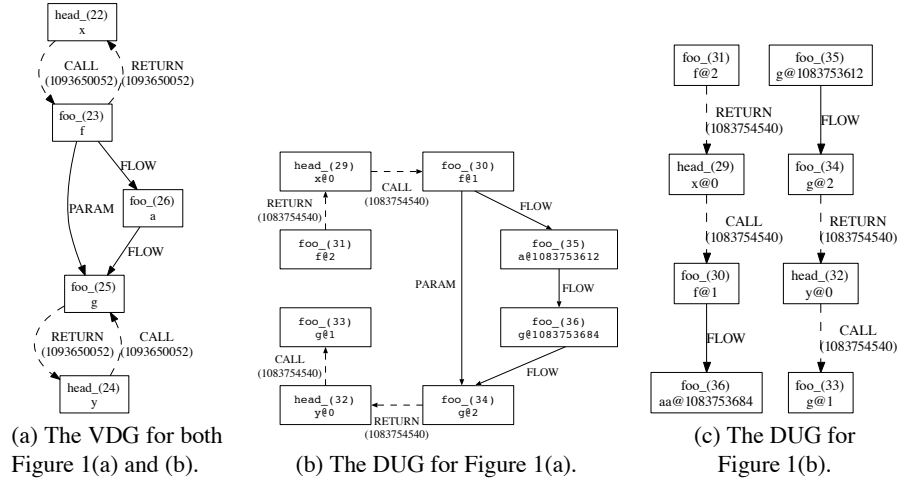 head_(22)
x
CALL
(1093650052)
RETURN
(1093650052)
foo_(23)
f
FLOW
foo_(26)
a
PARAM
FLOW
foo_(25)
g
RETURN
(1093650052)
CALL
(1093650052)
head_(24)
y
(a) The VDG for both
Figure 1(a) and (b).
head_(29)
x@0
CALL
(1083754540)
foo_(30)
f@1
RETURN
(1083754540)
FLOW
foo_(31)
f@2
foo_(35)
a@1083753612
PARAM
FLOW
foo_(33)
g@1
foo_(36)
g@1083753684
CALL
(1083754540)
FLOW
head_(32)
y@0
RETURN
(1083754540)
foo_(34)
g@2
(b) The DUG for Figure 1(a).
foo_(31)
f@2
RETURN
(1083754540)
head_(29)
x@0
CALL
(1083754540)
foo_(30)
f@1
FLOW
foo_(36)
aa@1083753684
foo_(35)
g@1083753612
FLOW
foo_(34)
g@2
RETURN
(1083754540)
head_(32)
y@0
CALL
(1083754540)
foo_(33)
g@1
(c) The DUG for
Figure 1(b).